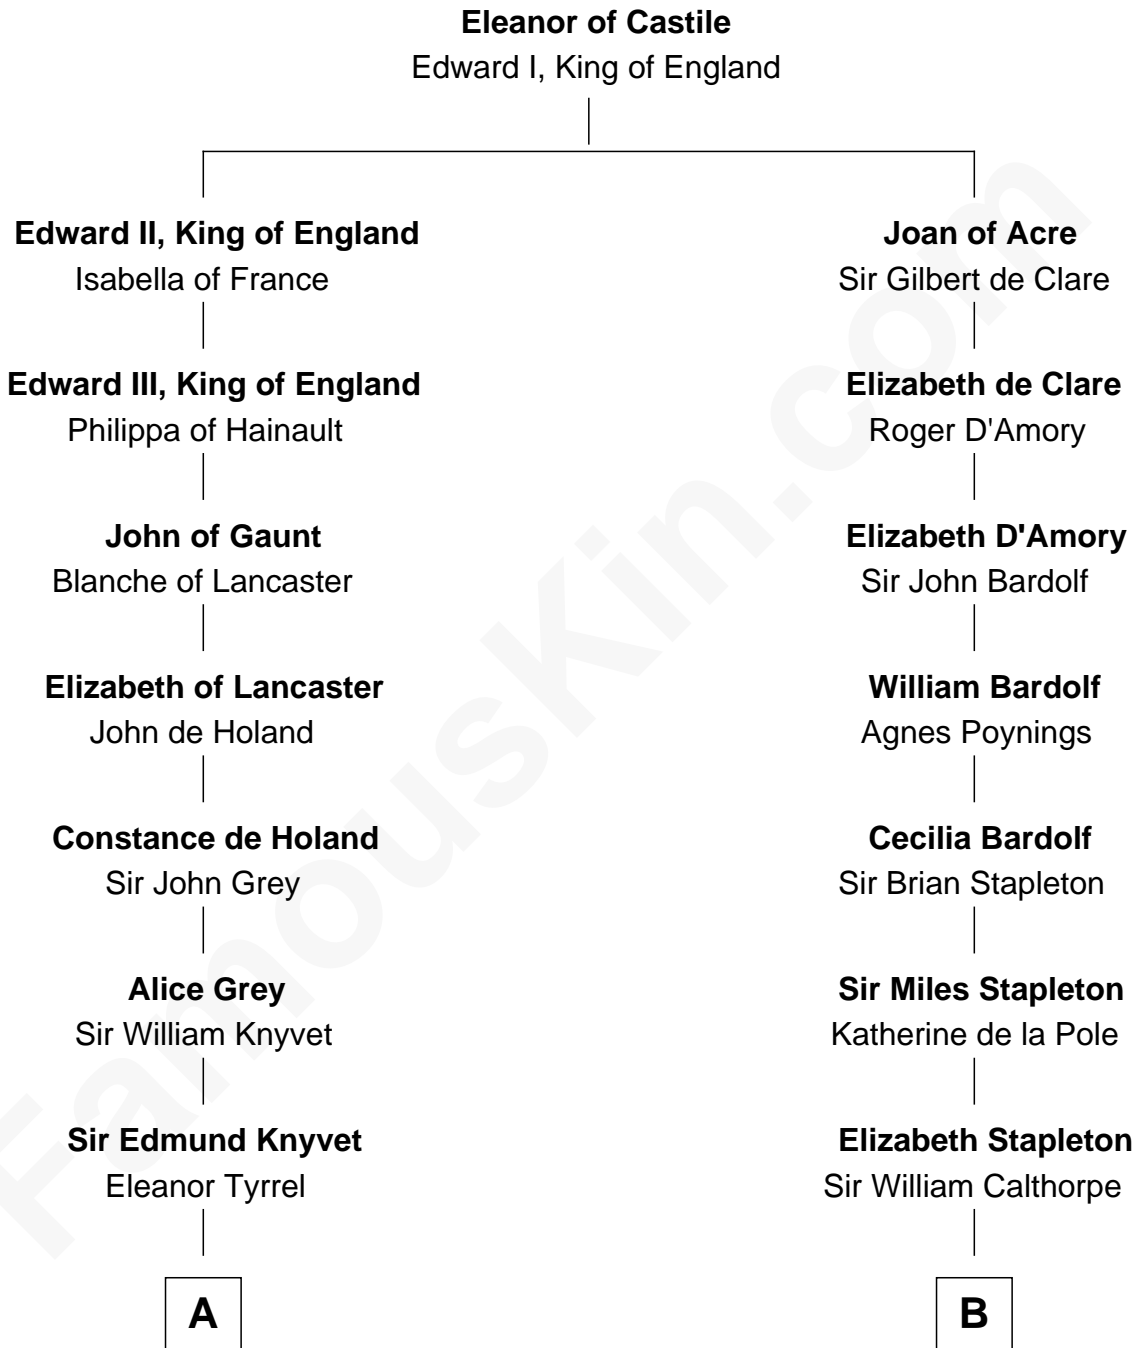 Eleanor of Castile
Edward I, King of England
Edward II, King of England
Isabella of France
Joan of Acre
Sir Gilbert de Clare
Edward III, King of England
Philippa of Hainault
Elizabeth de Clare
Roger D'Amory
John of Gaunt
Blanche of Lancaster
Elizabeth D'Amory
Sir John Bardolf
Elizabeth of Lancaster
John de Holand
William Bardolf
Agnes Poynings
Constance de Holand
Sir John Grey
Cecilia Bardolf
Sir Brian Stapleton
Alice Grey
Sir William Knyvet
Sir Miles Stapleton
Katherine de la Pole
Sir Edmund Knyvet
Eleanor Tyrrel
Elizabeth Stapleton
Sir William Calthorpe
A
B
FamousKin.com